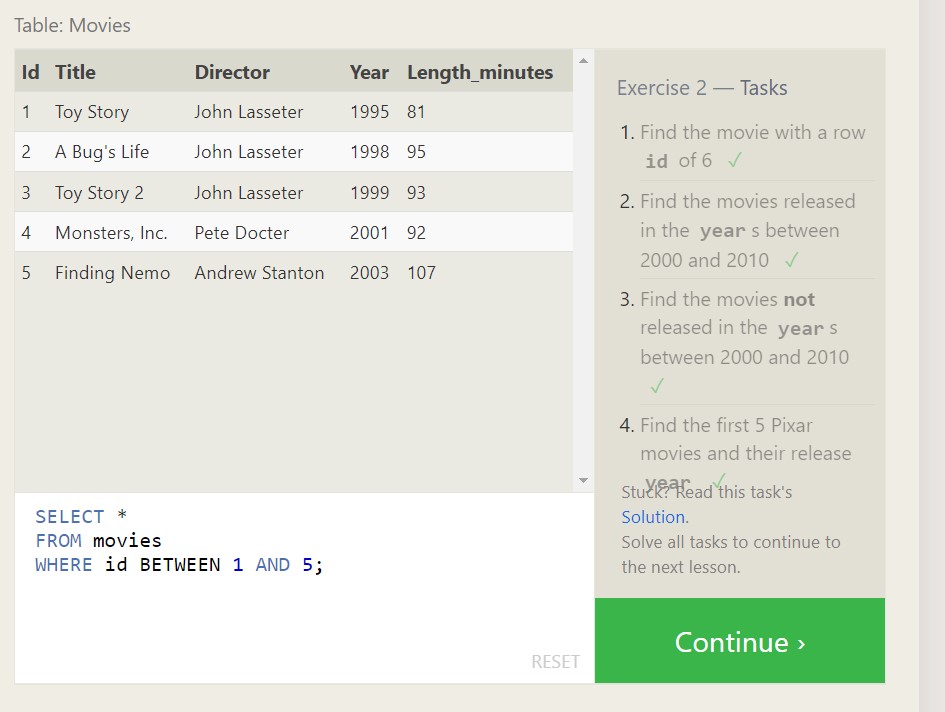 Table: Movies
Id Title Director Year Length_minutes
1 Toy Story John Lasseter 1995 81
2 A Bug's Life John Lasseter 1998 95
3 Toy Story 2 John Lasseter 1999 93
4 Monsters, Inc. Pete Docter 2001 92
5 Finding Nemo Andrew Stanton 2003 107
SELECT *
FROM movies
WHERE id BETWEEN 1 AND 5;
RESET
Exercise 2 — Tasks
1. Find the movie with a row
id of 6 ✓
2. Find the movies released
in the year s between
2000 and 2010 ✓
3. Find the movies not
released in the year s
between 2000 and 2010
✓
4. Find the first 5 Pixar
movies and their release
year ✓
Stuck? Read this task's
Solution.
Solve all tasks to continue to
the next lesson.
Continue ›